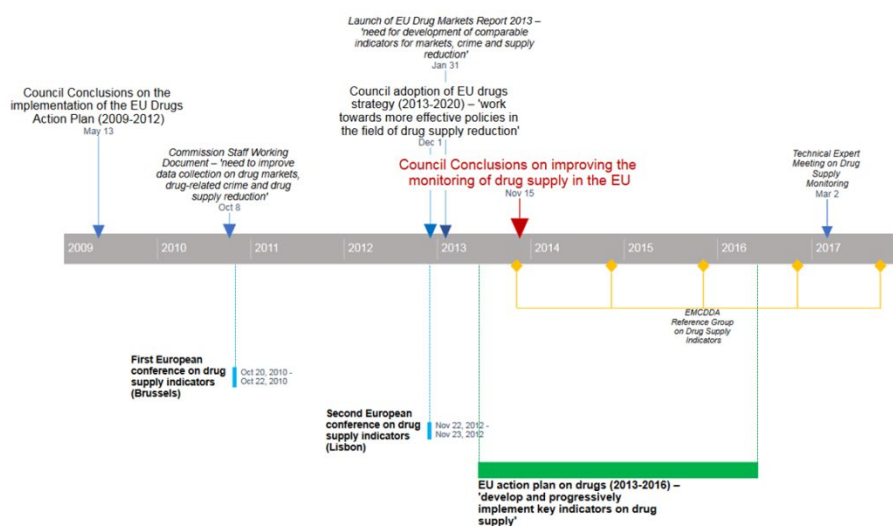 Launch of EU Drug Markets Report 2013 –
'need for development of comparable
indicators for markets, crime and supply
reduction'
Jan 31
Council Conclusions on the
implementation of the EU Drugs
Action Plan (2009-2012)
May 13
Council adoption of EU drugs
strategy (2013-2020) – 'work
towards more effective policies in
the field of drug supply reduction'
Dec 1
Commission Staff Working
Document – 'need to improve
data collection on drug markets,
drug-related crime and drug
supply reduction'
Oct 8
Council Conclusions on improving the
monitoring of drug supply in the EU
Nov 15
Technical Expert
Meeting on Drug
Supply
Monitoring
Mar 2
2009
2010
2011
2012
2013
2014
2015
2016
2017
EMCDDA
Reference Group
on Drug Supply
Indicators
First European
conference on drug
supply indicators
(Brussels)
Oct 20, 2010 -
Oct 22, 2010
Second European
conference on drug
supply indicators
(Lisbon)
Nov 22, 2012 -
Nov 23, 2012
EU action plan on drugs (2013-2016) –
'develop and progressively
implement key indicators on drug
supply'